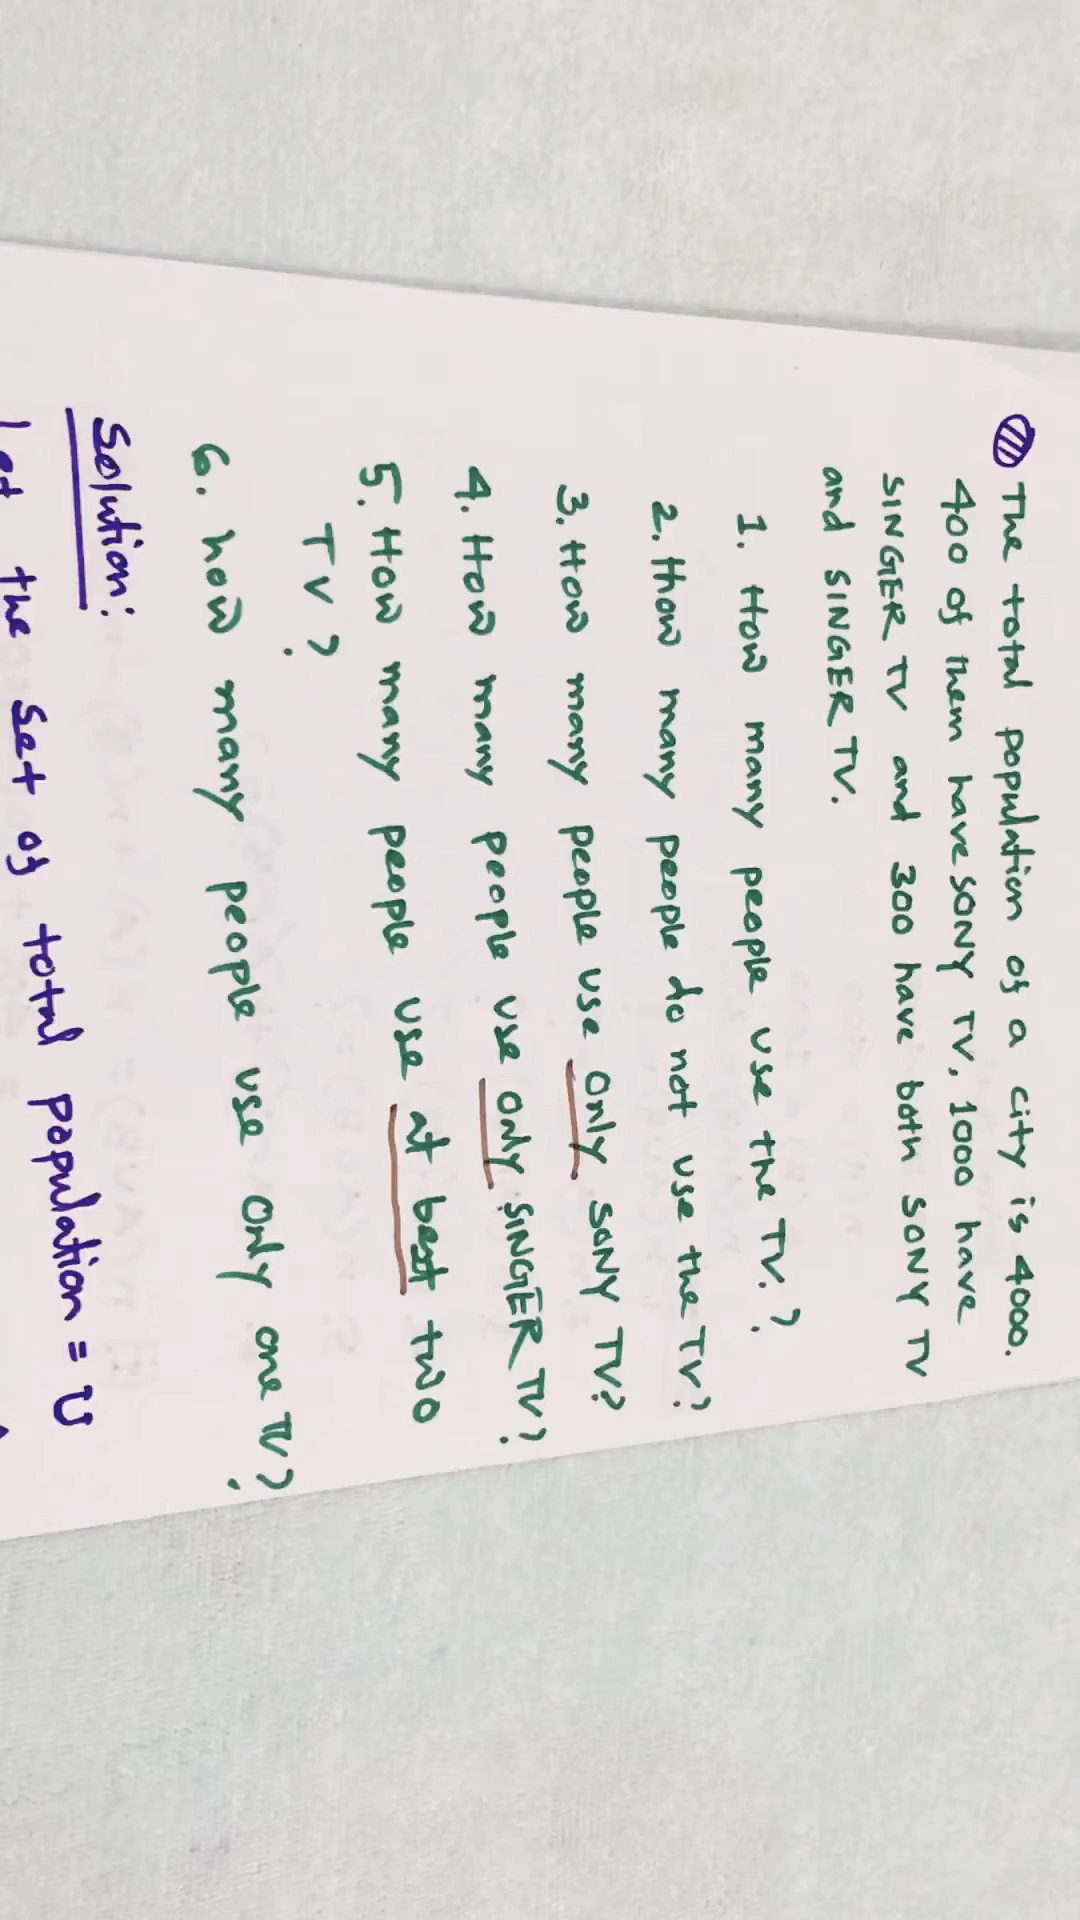 The total population of a city is 4000.
400 of them have SONY TV, 1000 have
SINGER TV and 300 have both SONY TV
and SINGER TV.
1. How many people use the TV?
2. How many people do not use the TV?
3. How many people use only SONY TV?
4. How many people use only SINGER TV?
5. How many people use at best two
TV?
6. how many people use only one TV?
Solution:
Let the set of total population = U